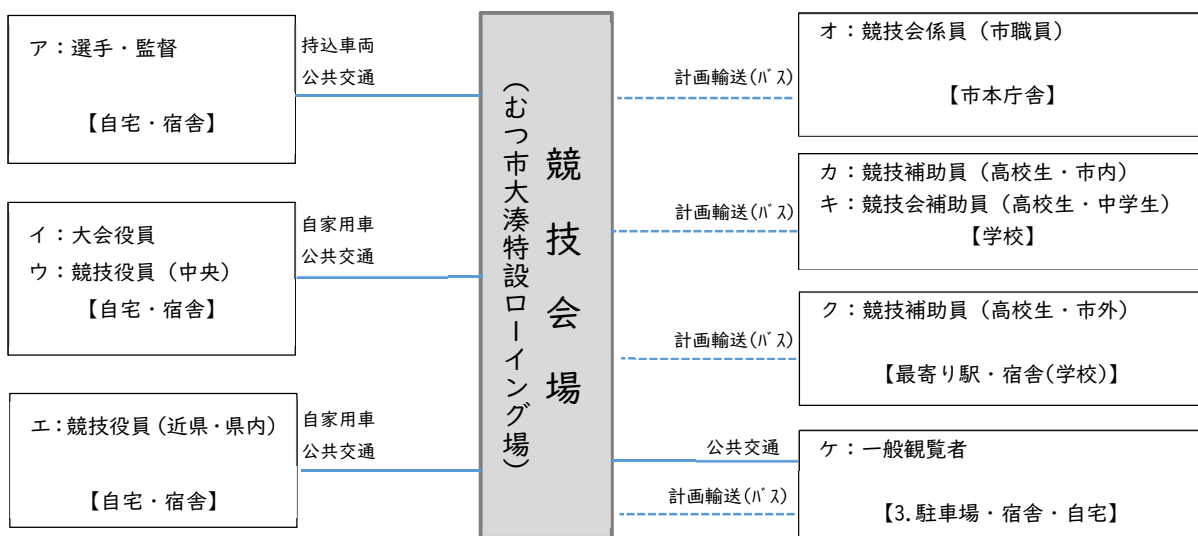 ア：選手・監督
【自宅・宿舎】
持込車両
公共交通
イ：大会役員
ウ：競技役員（中央）
【自宅・宿舎】
自家用車
公共交通
エ：競技役員（近県・県内）
【自宅・宿舎】
自家用車
公共交通
競技会場
（むつ市大湊特設ローイング場）
計画輸送(バス)
オ：競技会係員（市職員）
【市本庁舎】
計画輸送(バス)
カ：競技補助員（高校生・市内）
キ：競技会補助員（高校生・中学生）
【学校】
計画輸送(バス)
ク：競技補助員（高校生・市外）
【最寄り駅・宿舎(学校)】
公共交通
計画輸送(バス)
ケ：一般観覧者
【3.駐車場・宿舎・自宅】